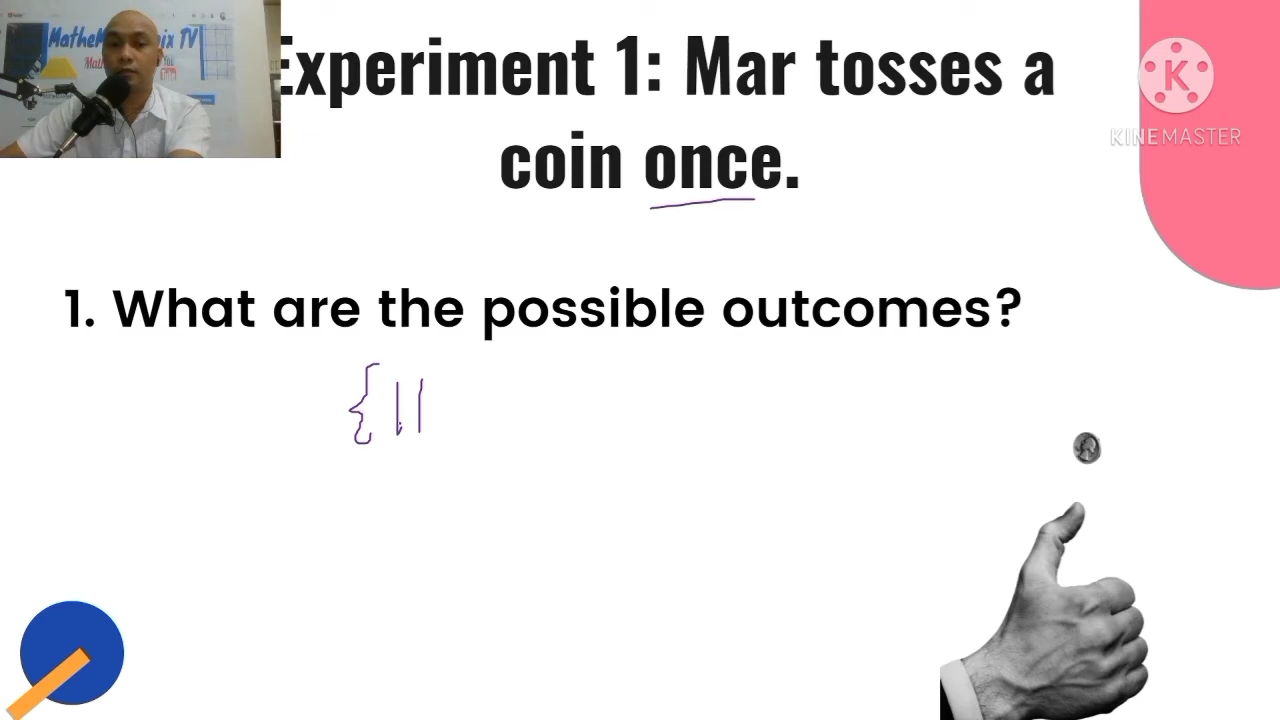 Experiment 1: Mar tosses a
coin once.
KINEMASTER
1. What are the possible outcomes?
{ | |